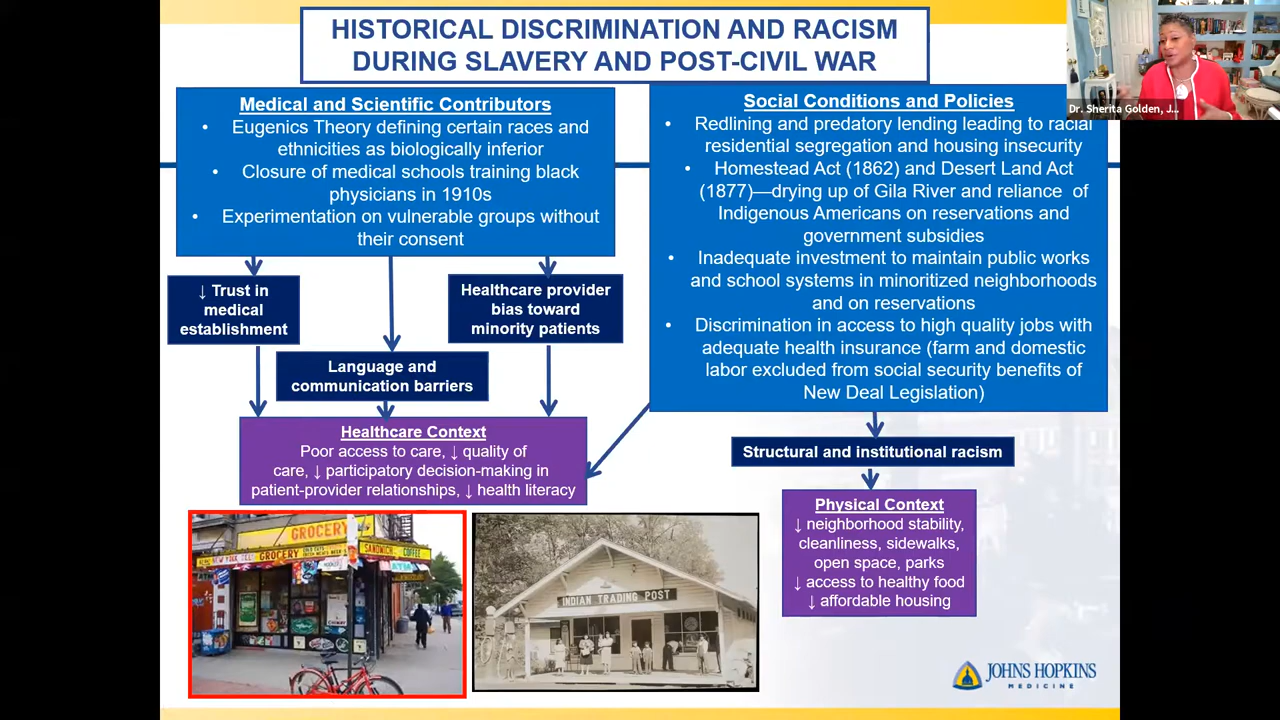 HISTORICAL DISCRIMINATION AND RACISM
DURING SLAVERY AND POST-CIVIL WAR
Dr. Sherita Golden, J...
Medical and Scientific Contributors
• Eugenics Theory defining certain races and
ethnicities as biologically inferior
• Closure of medical schools training black
physicians in 1910s
• Experimentation on vulnerable groups without
their consent
Social Conditions and Policies
• Redlining and predatory lending leading to racial
residential segregation and housing insecurity
• Homestead Act (1862) and Desert Land Act
(1877)—drying up of Gila River and reliance of
Indigenous Americans on reservations and
government subsidies
• Inadequate investment to maintain public works
and school systems in minoritized neighborhoods
and on reservations
• Discrimination in access to high quality jobs with
adequate health insurance (farm and domestic
labor excluded from social security benefits of
New Deal Legislation)
↓ Trust in
medical
establishment
Healthcare provider
bias toward
minority patients
Language and
communication barriers
Healthcare Context
Poor access to care, ↓ quality of
care, ↓ participatory decision-making in
patient-provider relationships, ↓ health literacy
Structural and institutional racism
Physical Context
↓ neighborhood stability,
cleanliness, sidewalks,
open space, parks
↓ access to healthy food
↓ affordable housing
GROCERY
GROCERY
SANDWICH COFFEE
ATM
INDIAN TRADING POST
JOHNS HOPKINS
MEDICINE